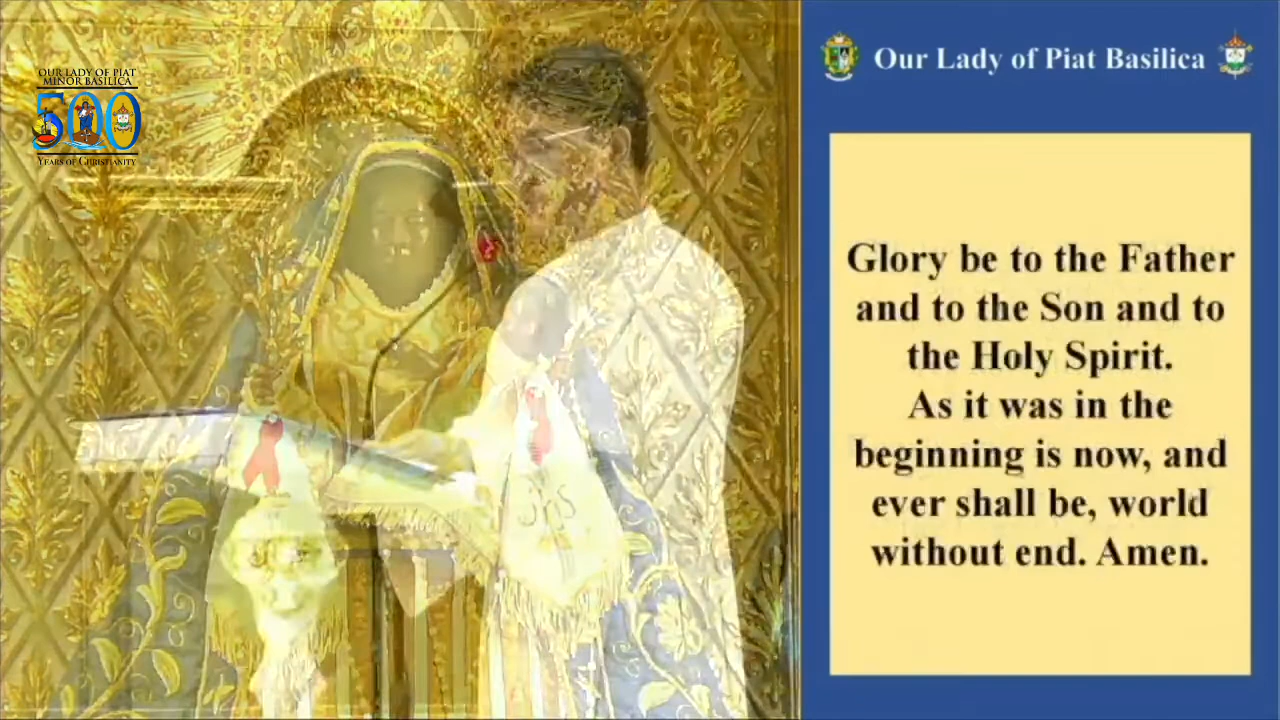 OUR LADY OF PIAT
MINOR BASILICA
500
YEARS OF CHRISTIANITY
Our Lady of Piat Basilica
Glory be to the Father
and to the Son and to
the Holy Spirit.
As it was in the
beginning is now, and
ever shall be, world
without end. Amen.